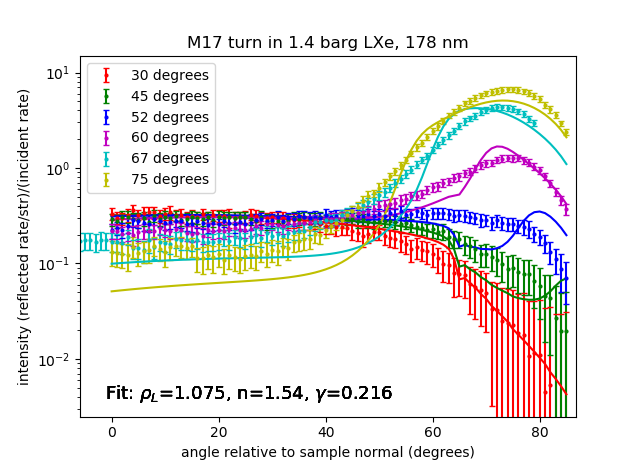 M17 turn in 1.4 barg LXe, 178 nm
intensity (reflected rate/str)/(incident rate)
10¹
10⁰
10⁻¹
10⁻²
30 degrees
45 degrees
52 degrees
60 degrees
67 degrees
75 degrees
Fit: ρ_L=1.075, n=1.54, γ=0.216
0 20 40 60 80
angle relative to sample normal (degrees)